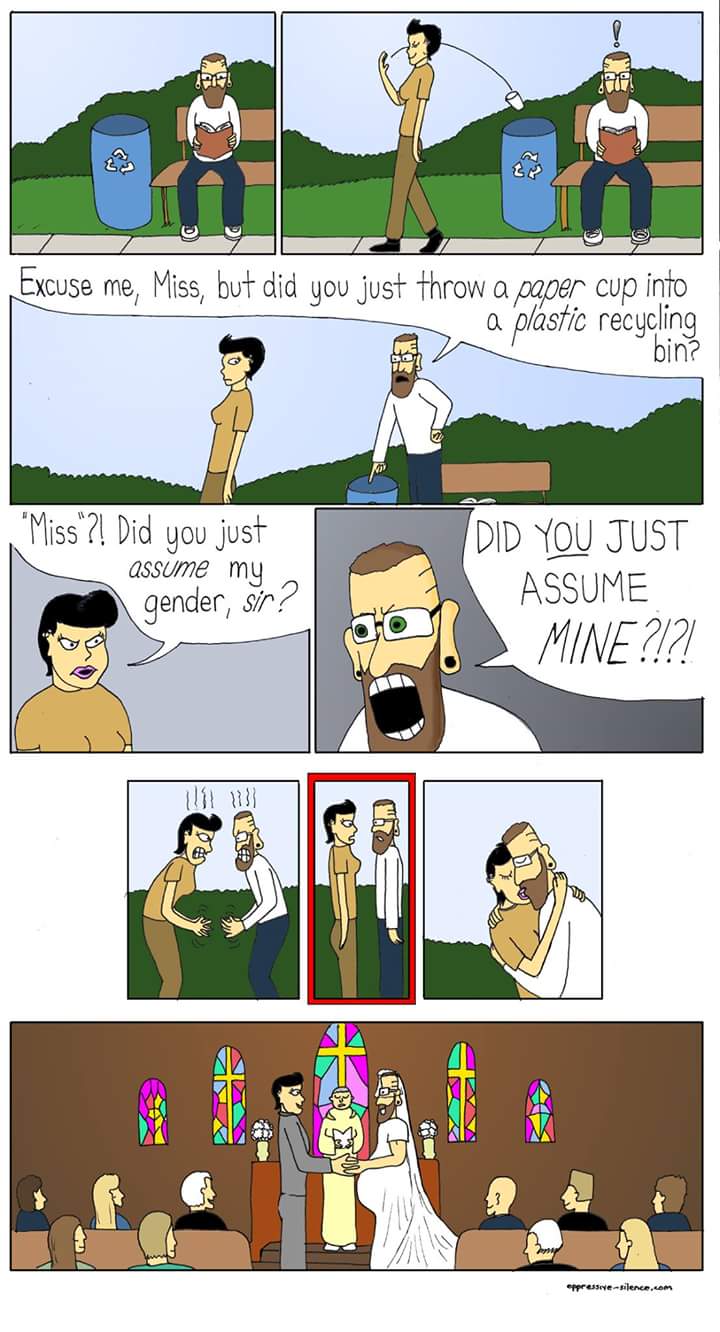 !
Excuse me, Miss, but did you just throw a paper cup into
a plastic recycling
bin?
"Miss"?! Did you just
assume my
gender, sir?
DID YOU JUST
ASSUME
MINE?!?!
oppressive-silence.com